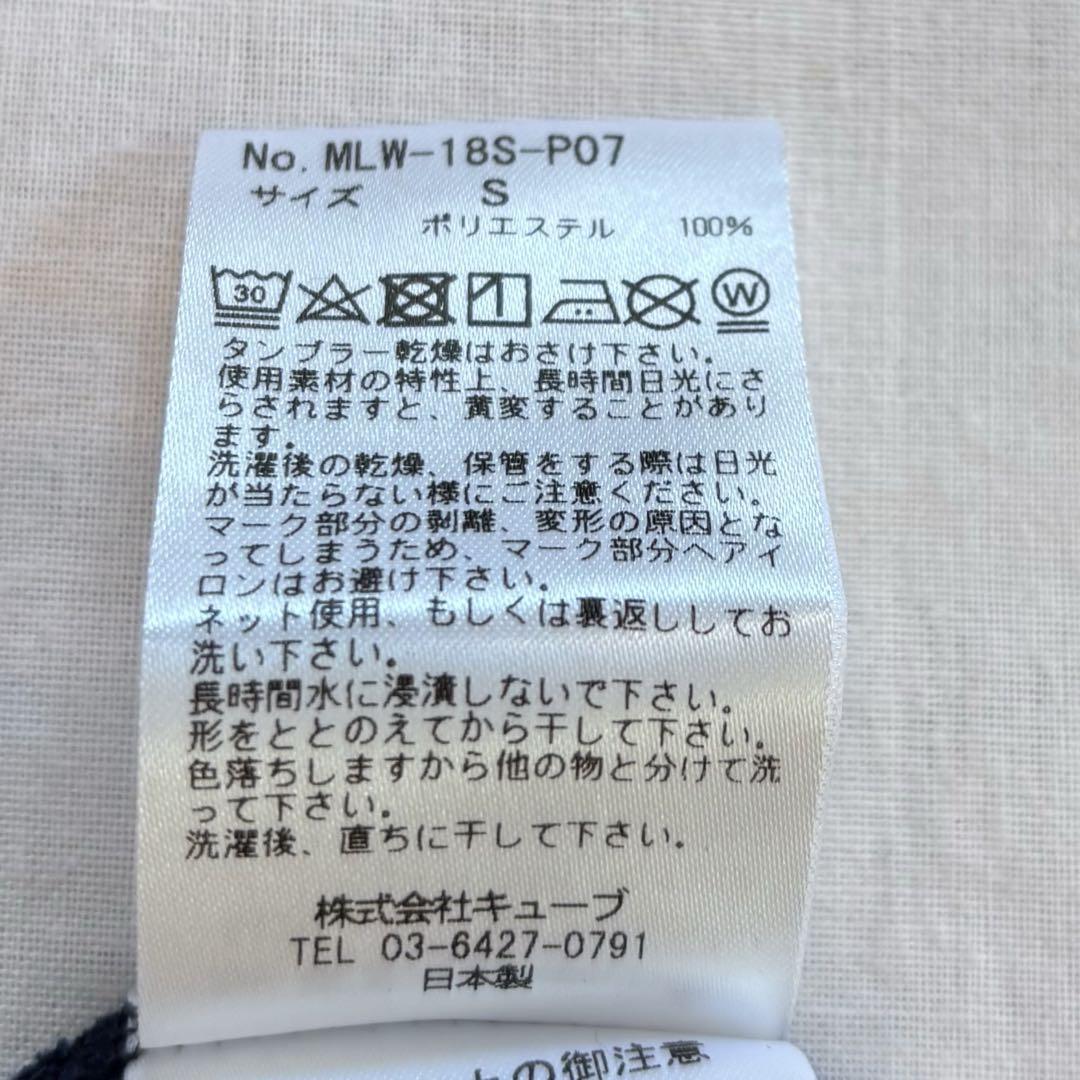 No. MLW-18S-P07
サイズ S
ポリエステル 100%
30 W
タンブラー乾燥はおさけ下さい。
使用素材の特性上、長時間日光にさ
らされますと、黄変することがあり
ます。
洗濯後の乾燥、保管をする際は日光
が当たらない様にご注意ください。
マーク部分の剥離、変形の原因とな
ってしまうため、マーク部分へアイ
ロンはお避け下さい。
ネット使用、もしくは裏返ししてお
洗い下さい。
長時間水に浸漬しないで下さい。
形をととのえてから干して下さい。
色落ちしますから他の物と分けて洗
って下さい。
洗濯後、直ちに干して下さい。
株式会社キューブ
TEL 03-6427-0791
日本製
の御注意